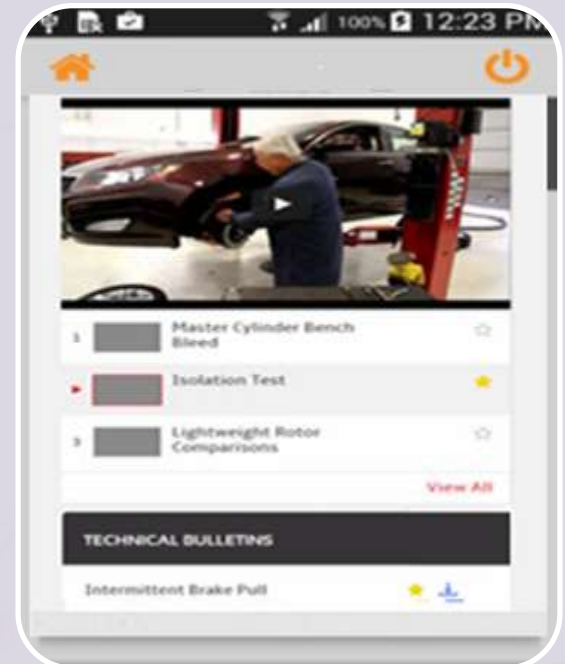 100% 12:23 PM
1 Master Cylinder Bench
Bleed
Isolation Test
3 Lightweight Rotor
Comparisons
View All
TECHNICAL BULLETINS
Intermittent Brake Pull